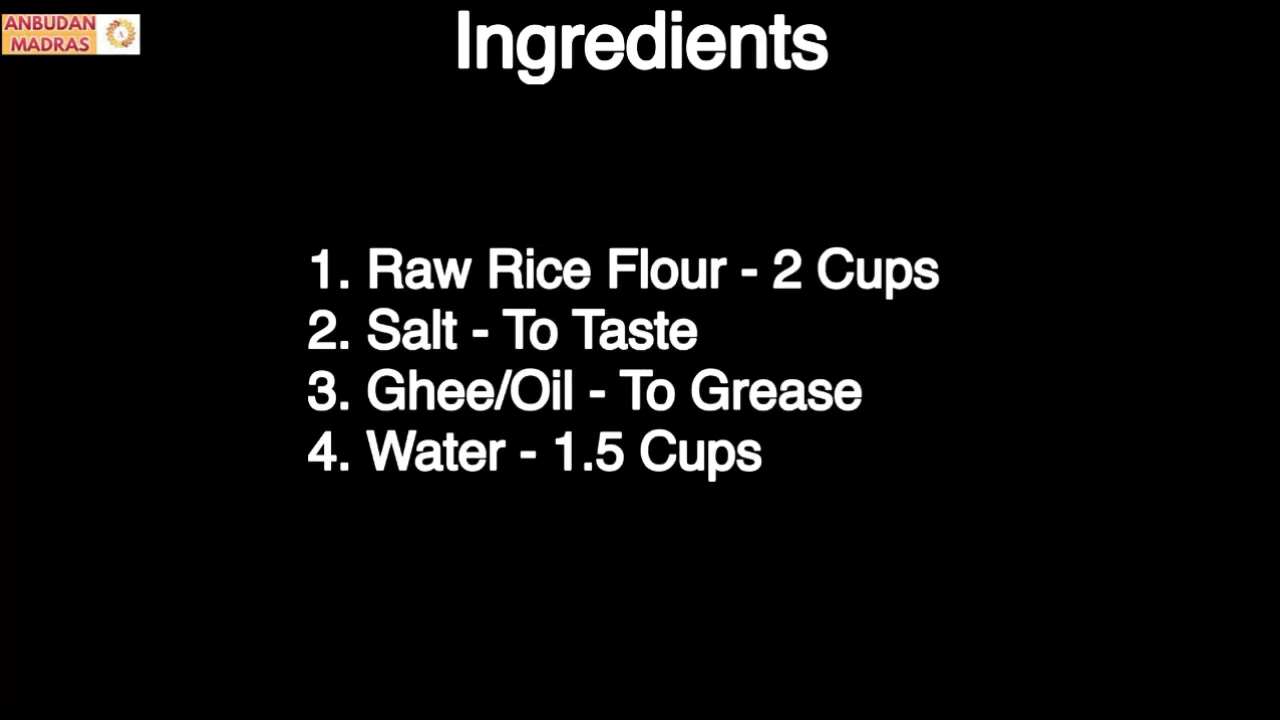 ANBUDAN
MADRAS
A
Ingredients
1. Raw Rice Flour - 2 Cups
2. Salt - To Taste
3. Ghee/Oil - To Grease
4. Water - 1.5 Cups